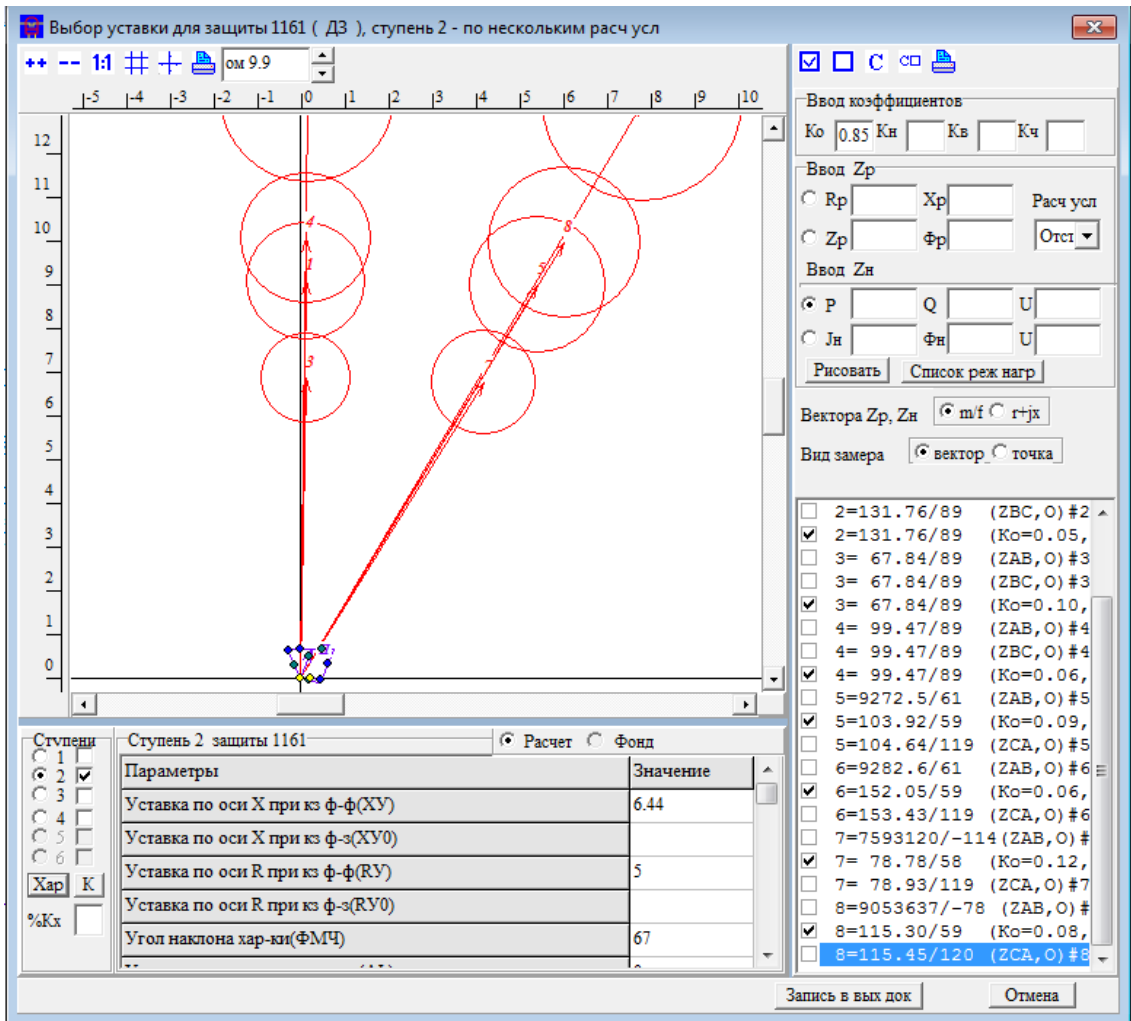 Выбор уставки для защиты 1161 ( ДЗ ), ступень 2 - по нескольким расч усл
++ -- 1:1 ом 9.9
-5 -4 -3 -2 -1 0 1 2 3 4 5 6 7 8 9 10
12
11
10
9
8
7
6
5
4
3
2
1
0
4
1
3
8
5
7
C
Ввод коэффициентов
Ко 0.85 Кн Кв Кч
Ввод Zр
Rр Хр Расч усл
Zр Фр Отст
Ввод Zн
P Q U
Jн Фн U
Рисовать Список реж нагр
Вектора Zр, Zн m/f r+jx
Вид замера вектор точка
2=131.76/89 (ZBC,O)#2
2=131.76/89 (Ko=0.05,
3= 67.84/89 (ZAB,O)#3
3= 67.84/89 (ZBC,O)#3
3= 67.84/89 (Ko=0.10,
4= 99.47/89 (ZAB,O)#4
4= 99.47/89 (ZBC,O)#4
4= 99.47/89 (Ko=0.06,
5=9272.5/61 (ZAB,O)#5
5=103.92/59 (Ko=0.09,
5=104.64/119 (ZCA,O)#5
6=9282.6/61 (ZAB,O)#6
6=152.05/59 (Ko=0.06,
6=153.43/119 (ZCA,O)#6
7=7593120/-114(ZAB,O)#
7= 78.78/58 (Ko=0.12,
7= 78.93/119 (ZCA,O)#7
8=9053637/-78 (ZAB,O)#
8=115.30/59 (Ko=0.08,
8=115.45/120 (ZCA,O)#8
Ступени
1
2
3
4
5
6
Хар К
%Кх
Ступень 2 защиты 1161 Расчет Фонд
Параметры Значение
Уставка по оси X при кз ф-ф(ХУ) 6.44
Уставка по оси X при кз ф-з(ХУ0)
Уставка по оси R при кз ф-ф(RУ) 5
Уставка по оси R при кз ф-з(RУ0)
Угол наклона хар-ки(ФМЧ) 67
Запись в вых док Отмена